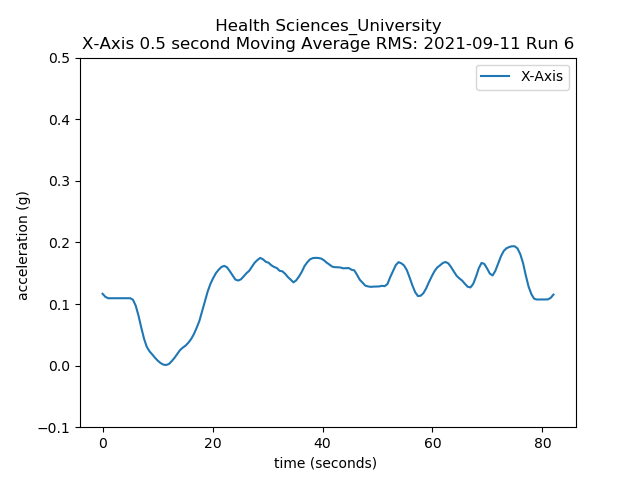 Health Sciences_University
X-Axis 0.5 second Moving Average RMS: 2021-09-11 Run 6
X-Axis
0.5
0.4
0.3
0.2
0.1
0.0
−0.1
acceleration (g)
0 20 40 60 80
time (seconds)